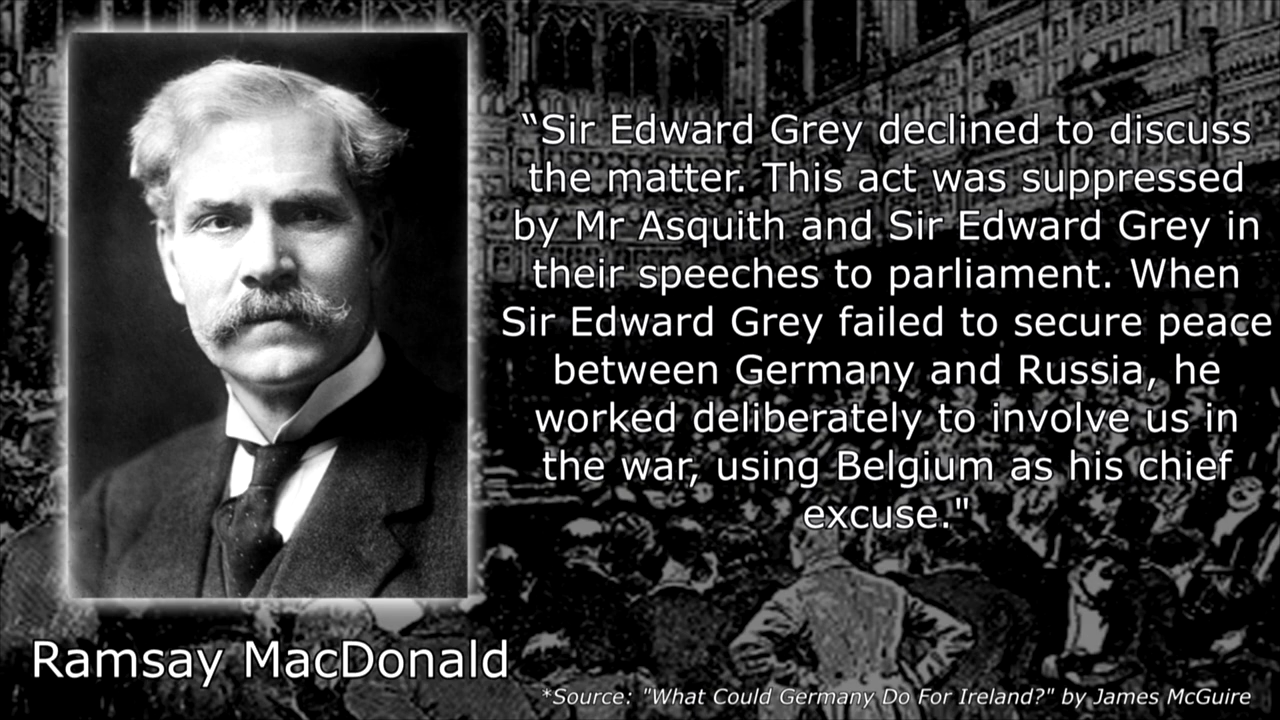 “Sir Edward Grey declined to discuss
the matter. This act was suppressed
by Mr Asquith and Sir Edward Grey in
their speeches to parliament. When
Sir Edward Grey failed to secure peace
between Germany and Russia, he
worked deliberately to involve us in
the war, using Belgium as his chief
excuse."
Ramsay MacDonald
*Source: "What Could Germany Do For Ireland?" by James McGuire